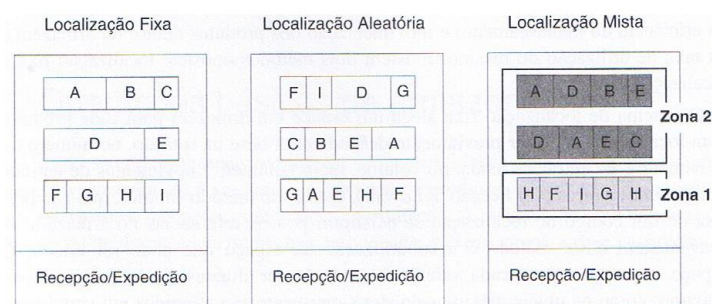 Localização Fixa
A B C
D E
F G H I
Recepção/Expedição
Localização Aleatória
F I D G
C B E H
G A E H F
Recepção/Expedição
Localização Mista
A D B E
D A E C
Zona 2
H F I G H
Zona 1
Recepção/Expedição